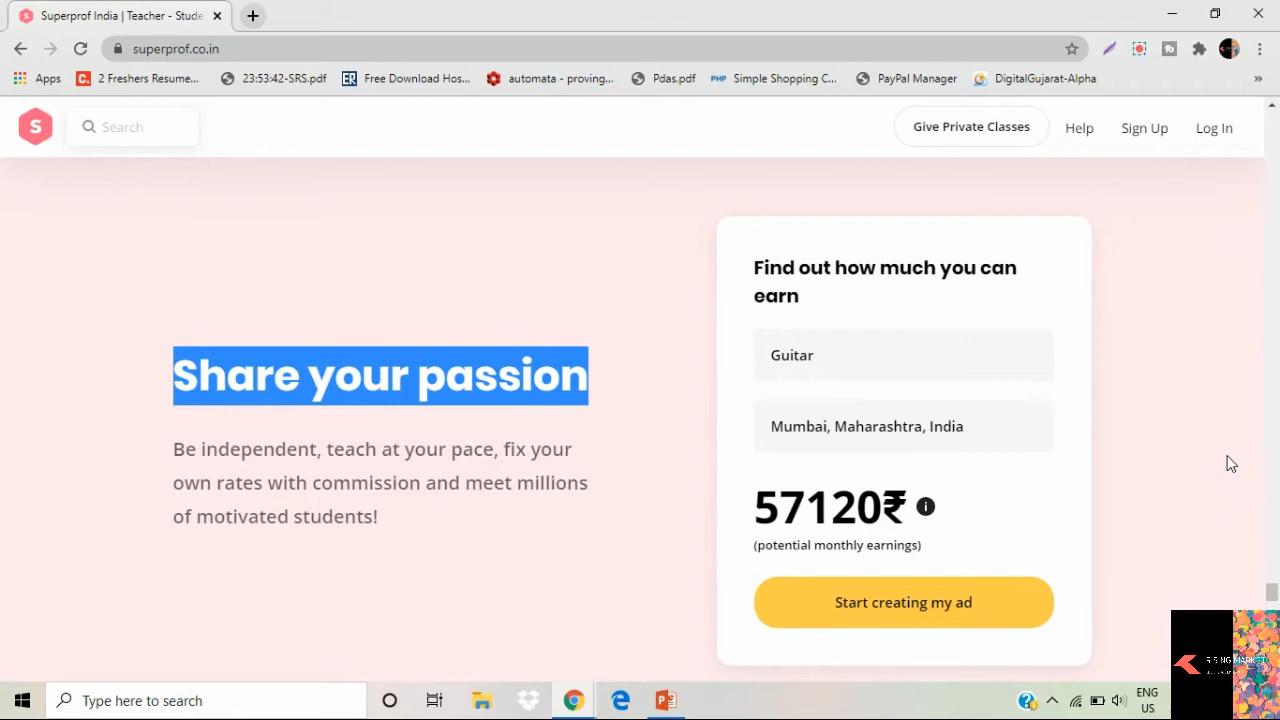 Superprof India | Teacher - Stude
superprof.co.in
Apps
2 Freshers Resume...
23:53:42-SRS.pdf
ER
Free Download Hos...
automata - proving...
Pdas.pdf
PHP
Simple Shopping C...
PayPal Manager
DigitalGujarat-Alpha
»
S
Search
Give Private Classes
Help
Sign Up
Log In
Find out how much you can
earn
Guitar
Share your passion
Mumbai, Maharashtra, India
Be independent, teach at your pace, fix your
own rates with commission and meet millions
of motivated students!
57120₹
(potential monthly earnings)
Start creating my ad
Type here to search
ENG
US